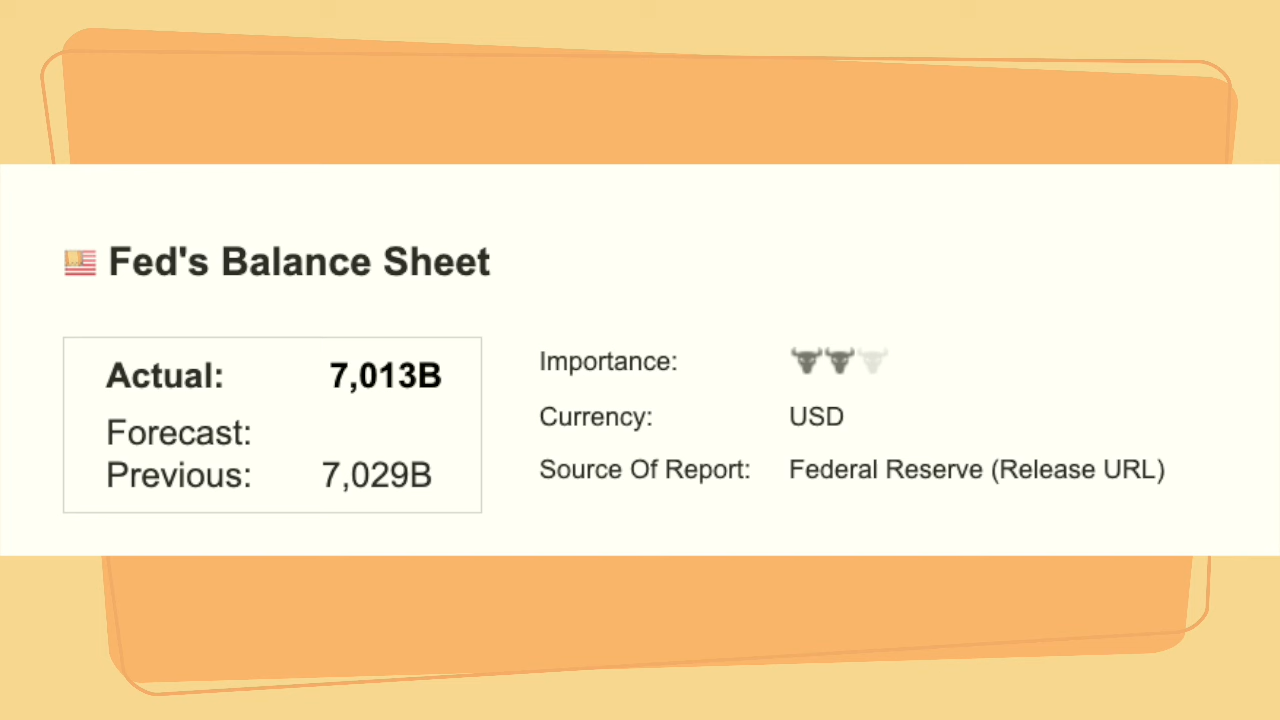 Fed's Balance Sheet
Actual: 7,013B
Forecast:
Previous: 7,029B
Importance:
Currency: USD
Source Of Report: Federal Reserve (Release URL)